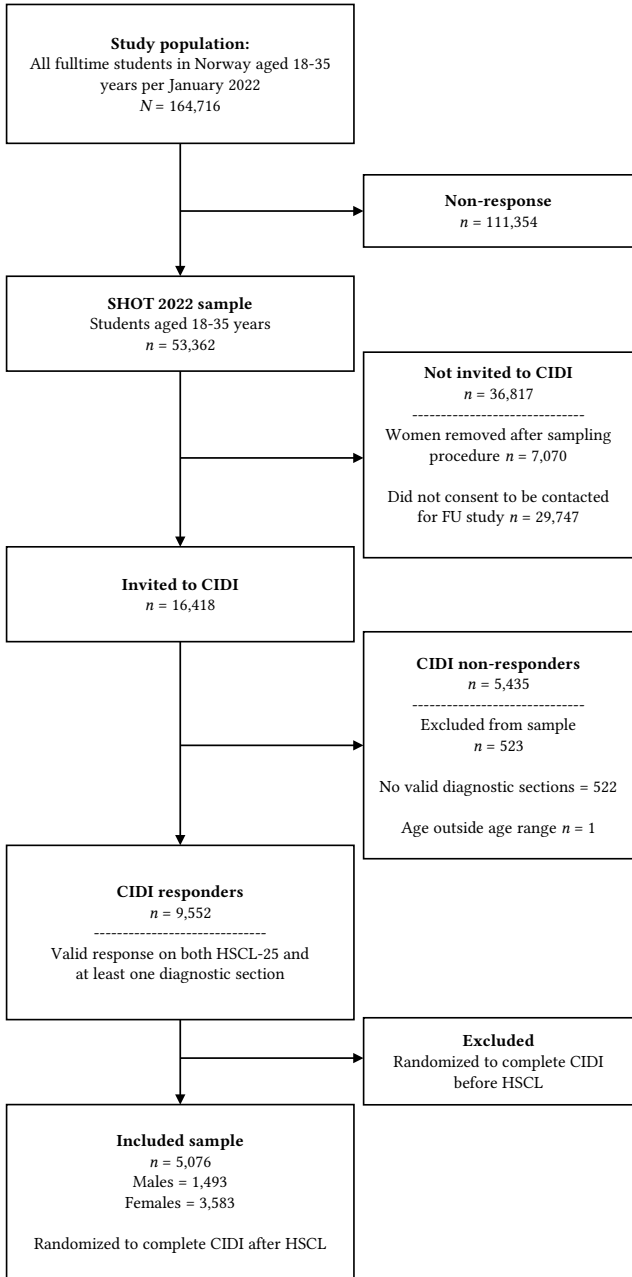 Study population:
All fulltime students in Norway aged 18-35
years per January 2022
N = 164,716
Non-response
n = 111,354
SHOT 2022 sample
Students aged 18-35 years
n = 53,362
Not invited to CIDI
n = 36,817
------------------------------
Women removed after sampling
procedure n = 7,070
Did not consent to be contacted
for FU study n = 29,747
Invited to CIDI
n = 16,418
CIDI non-responders
n = 5,435
------------------------------
Excluded from sample
n = 523
No valid diagnostic sections = 522
Age outside age range n = 1
CIDI responders
n = 9,552
------------------------------
Valid response on both HSCL-25 and
at least one diagnostic section
Excluded
Randomized to complete CIDI
before HSCL
Included sample
n = 5,076
Males = 1,493
Females = 3,583
Randomized to complete CIDI after HSCL